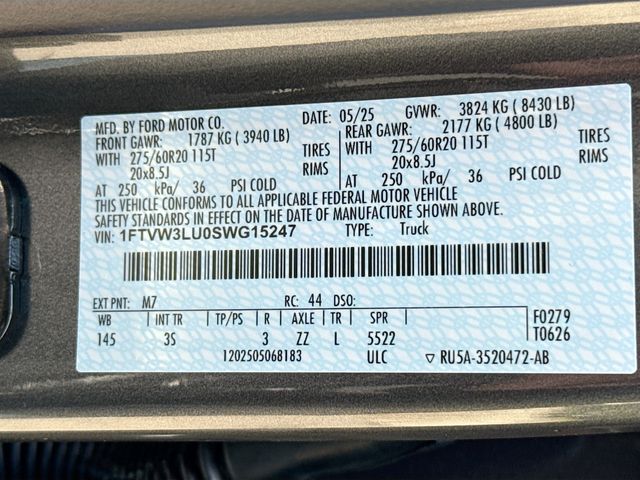 MFD. BY FORD MOTOR CO. DATE: 05/25 GVWR: 3824 KG ( 8430 LB)
FRONT GAWR: 1787 KG ( 3940 LB) REAR GAWR: 2177 KG ( 4800 LB)
WITH 275/60R20 115T TIRES WITH 275/60R20 115T TIRES
20x8.5J RIMS 20x8.5J RIMS
AT 250 kPa/ 36 PSI COLD AT 250 kPa/ 36 PSI COLD
THIS VEHICLE CONFORMS TO ALL APPLICABLE FEDERAL MOTOR VEHICLE
SAFETY STANDARDS IN EFFECT ON THE DATE OF MANUFACTURE SHOWN ABOVE.
VIN: 1FTVW3LU0SWG15247 TYPE: Truck
EXT PNT: M7 RC: 44 DSO:
WB INT TR TP/PS R AXLE TR SPR F0279
145 3S 3 ZZ L 5522 T0626
1202505068183 ULC ▽ RU5A-3520472-AB